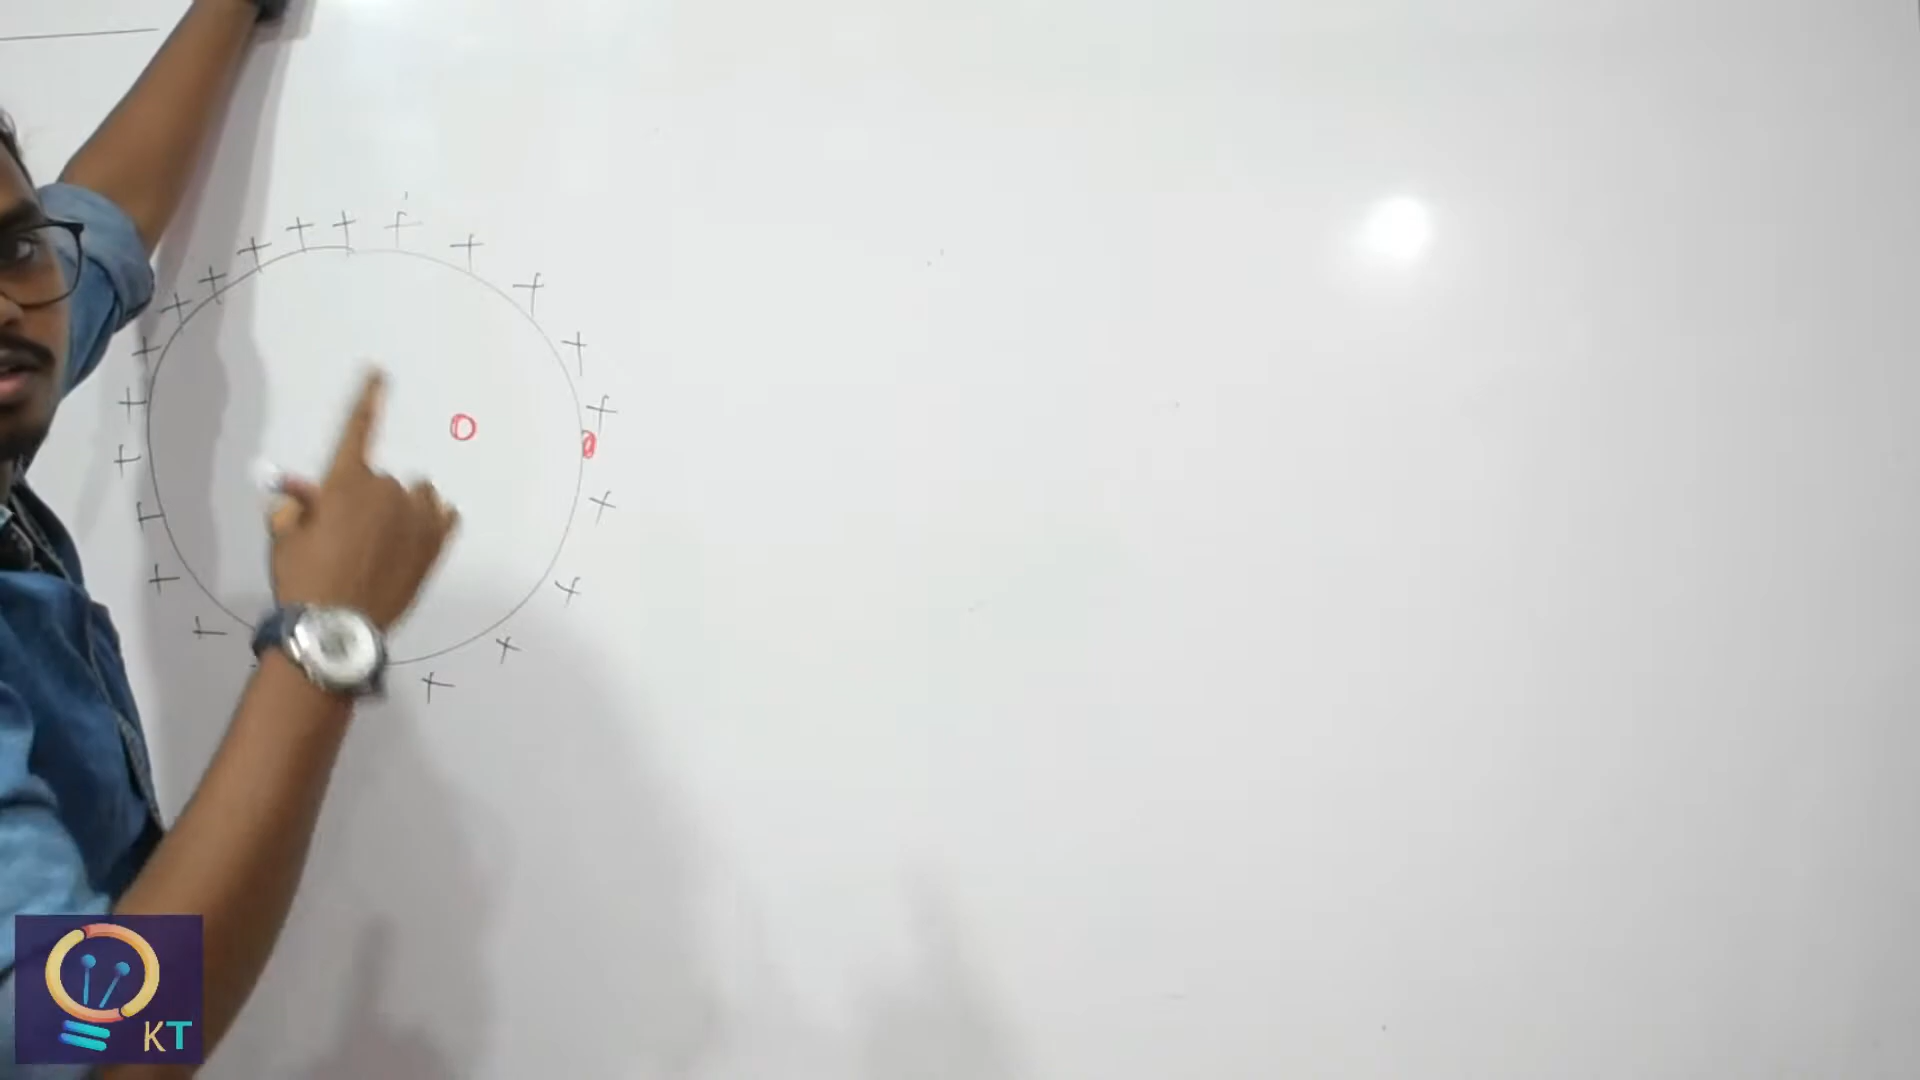 + + + + + + + + + + + + + + + + + + + + +
O
KT